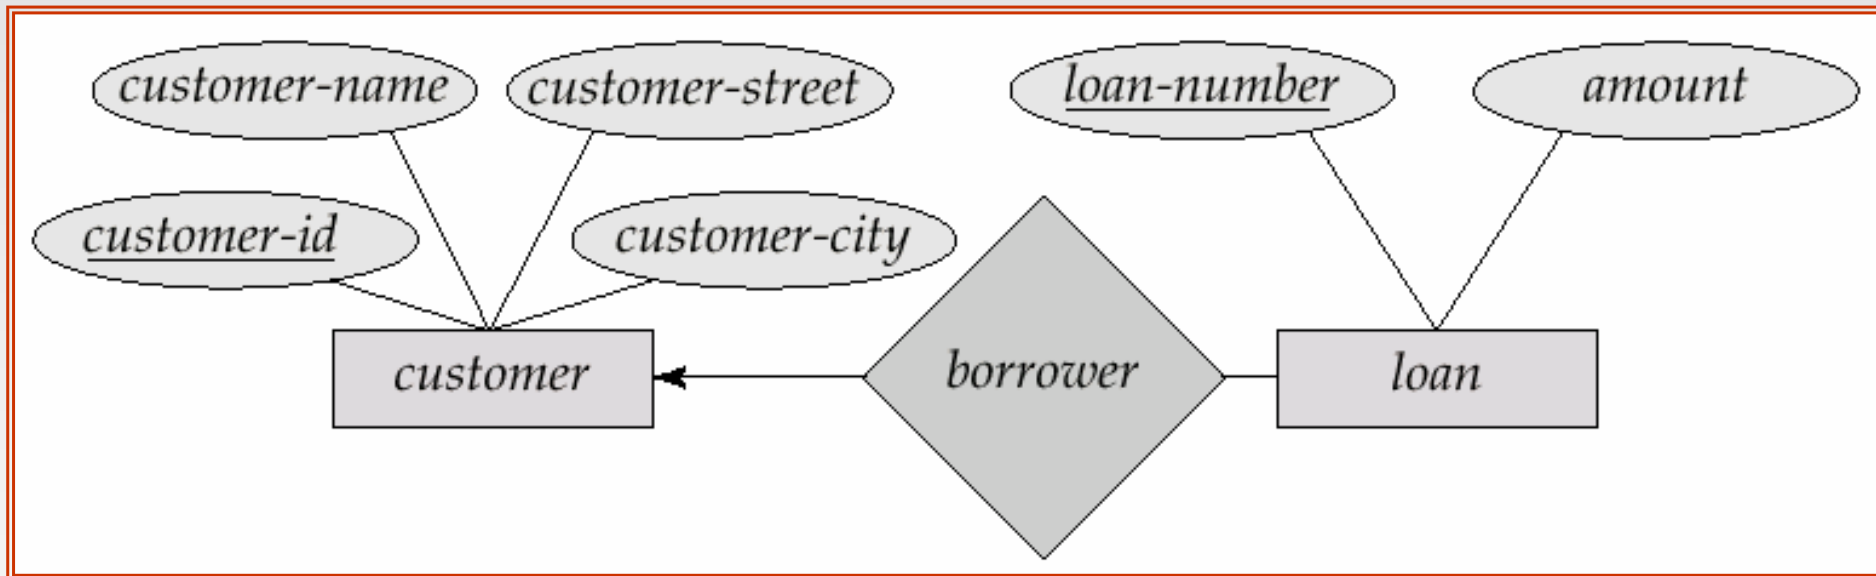 customer-name
customer-street
loan-number
amount
customer-id
customer-city
customer
borrower
loan